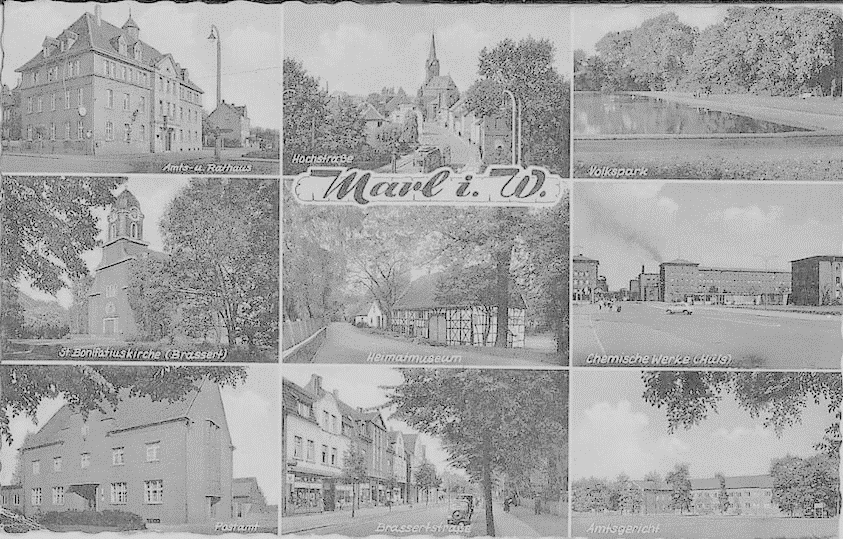 Amts-u. Rathaus
Hochstraße
Volkspark
Marl i. W.
St. Bonifatiuskirche (Brassert)
Heimatmuseum
Chemische Werke (Hüls)
Postamt
Brassertstraße
Amtsgericht